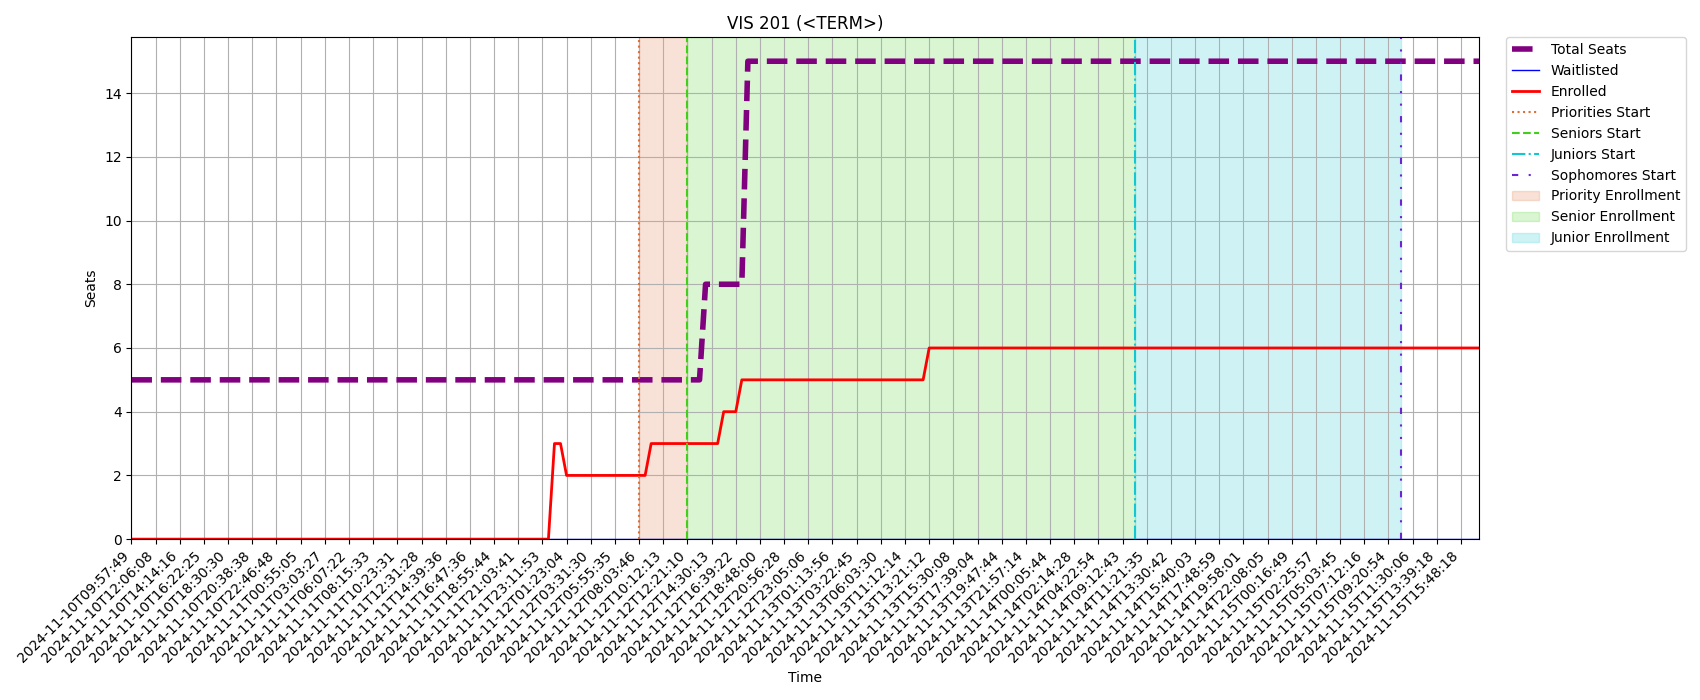 VIS 201 (<TERM>)
Total Seats
Waitlisted
Enrolled
Priorities Start
Seniors Start
Juniors Start
Sophomores Start
Priority Enrollment
Senior Enrollment
Junior Enrollment
Seats
14
12
10
8
6
4
2
0
2024-11-10T09:57:49
2024-11-10T12:06:08
2024-11-10T14:14:16
2024-11-10T16:22:25
2024-11-10T18:30:30
2024-11-10T20:38:38
2024-11-10T22:46:48
2024-11-11T00:55:05
2024-11-11T03:03:27
2024-11-11T06:07:22
2024-11-11T08:15:33
2024-11-11T10:23:31
2024-11-11T12:31:28
2024-11-11T14:39:36
2024-11-11T16:47:36
2024-11-11T18:55:44
2024-11-11T21:03:41
2024-11-11T23:11:53
2024-11-12T01:23:04
2024-11-12T03:31:30
2024-11-12T05:55:35
2024-11-12T08:03:46
2024-11-12T10:12:13
2024-11-12T12:21:10
2024-11-12T14:30:13
2024-11-12T16:39:22
2024-11-12T18:48:00
2024-11-12T20:56:28
2024-11-12T23:05:06
2024-11-13T01:13:56
2024-11-13T03:22:45
2024-11-13T06:03:30
2024-11-13T11:12:14
2024-11-13T13:21:12
2024-11-13T15:30:08
2024-11-13T17:39:04
2024-11-13T19:47:44
2024-11-13T21:57:14
2024-11-14T00:05:44
2024-11-14T02:14:28
2024-11-14T04:22:54
2024-11-14T09:12:43
2024-11-14T11:21:35
2024-11-14T13:30:42
2024-11-14T15:40:03
2024-11-14T17:48:59
2024-11-14T19:58:01
2024-11-14T22:08:05
2024-11-15T00:16:49
2024-11-15T02:25:57
2024-11-15T05:03:45
2024-11-15T07:12:16
2024-11-15T09:20:54
2024-11-15T11:30:06
2024-11-15T13:39:18
2024-11-15T15:48:18
Time